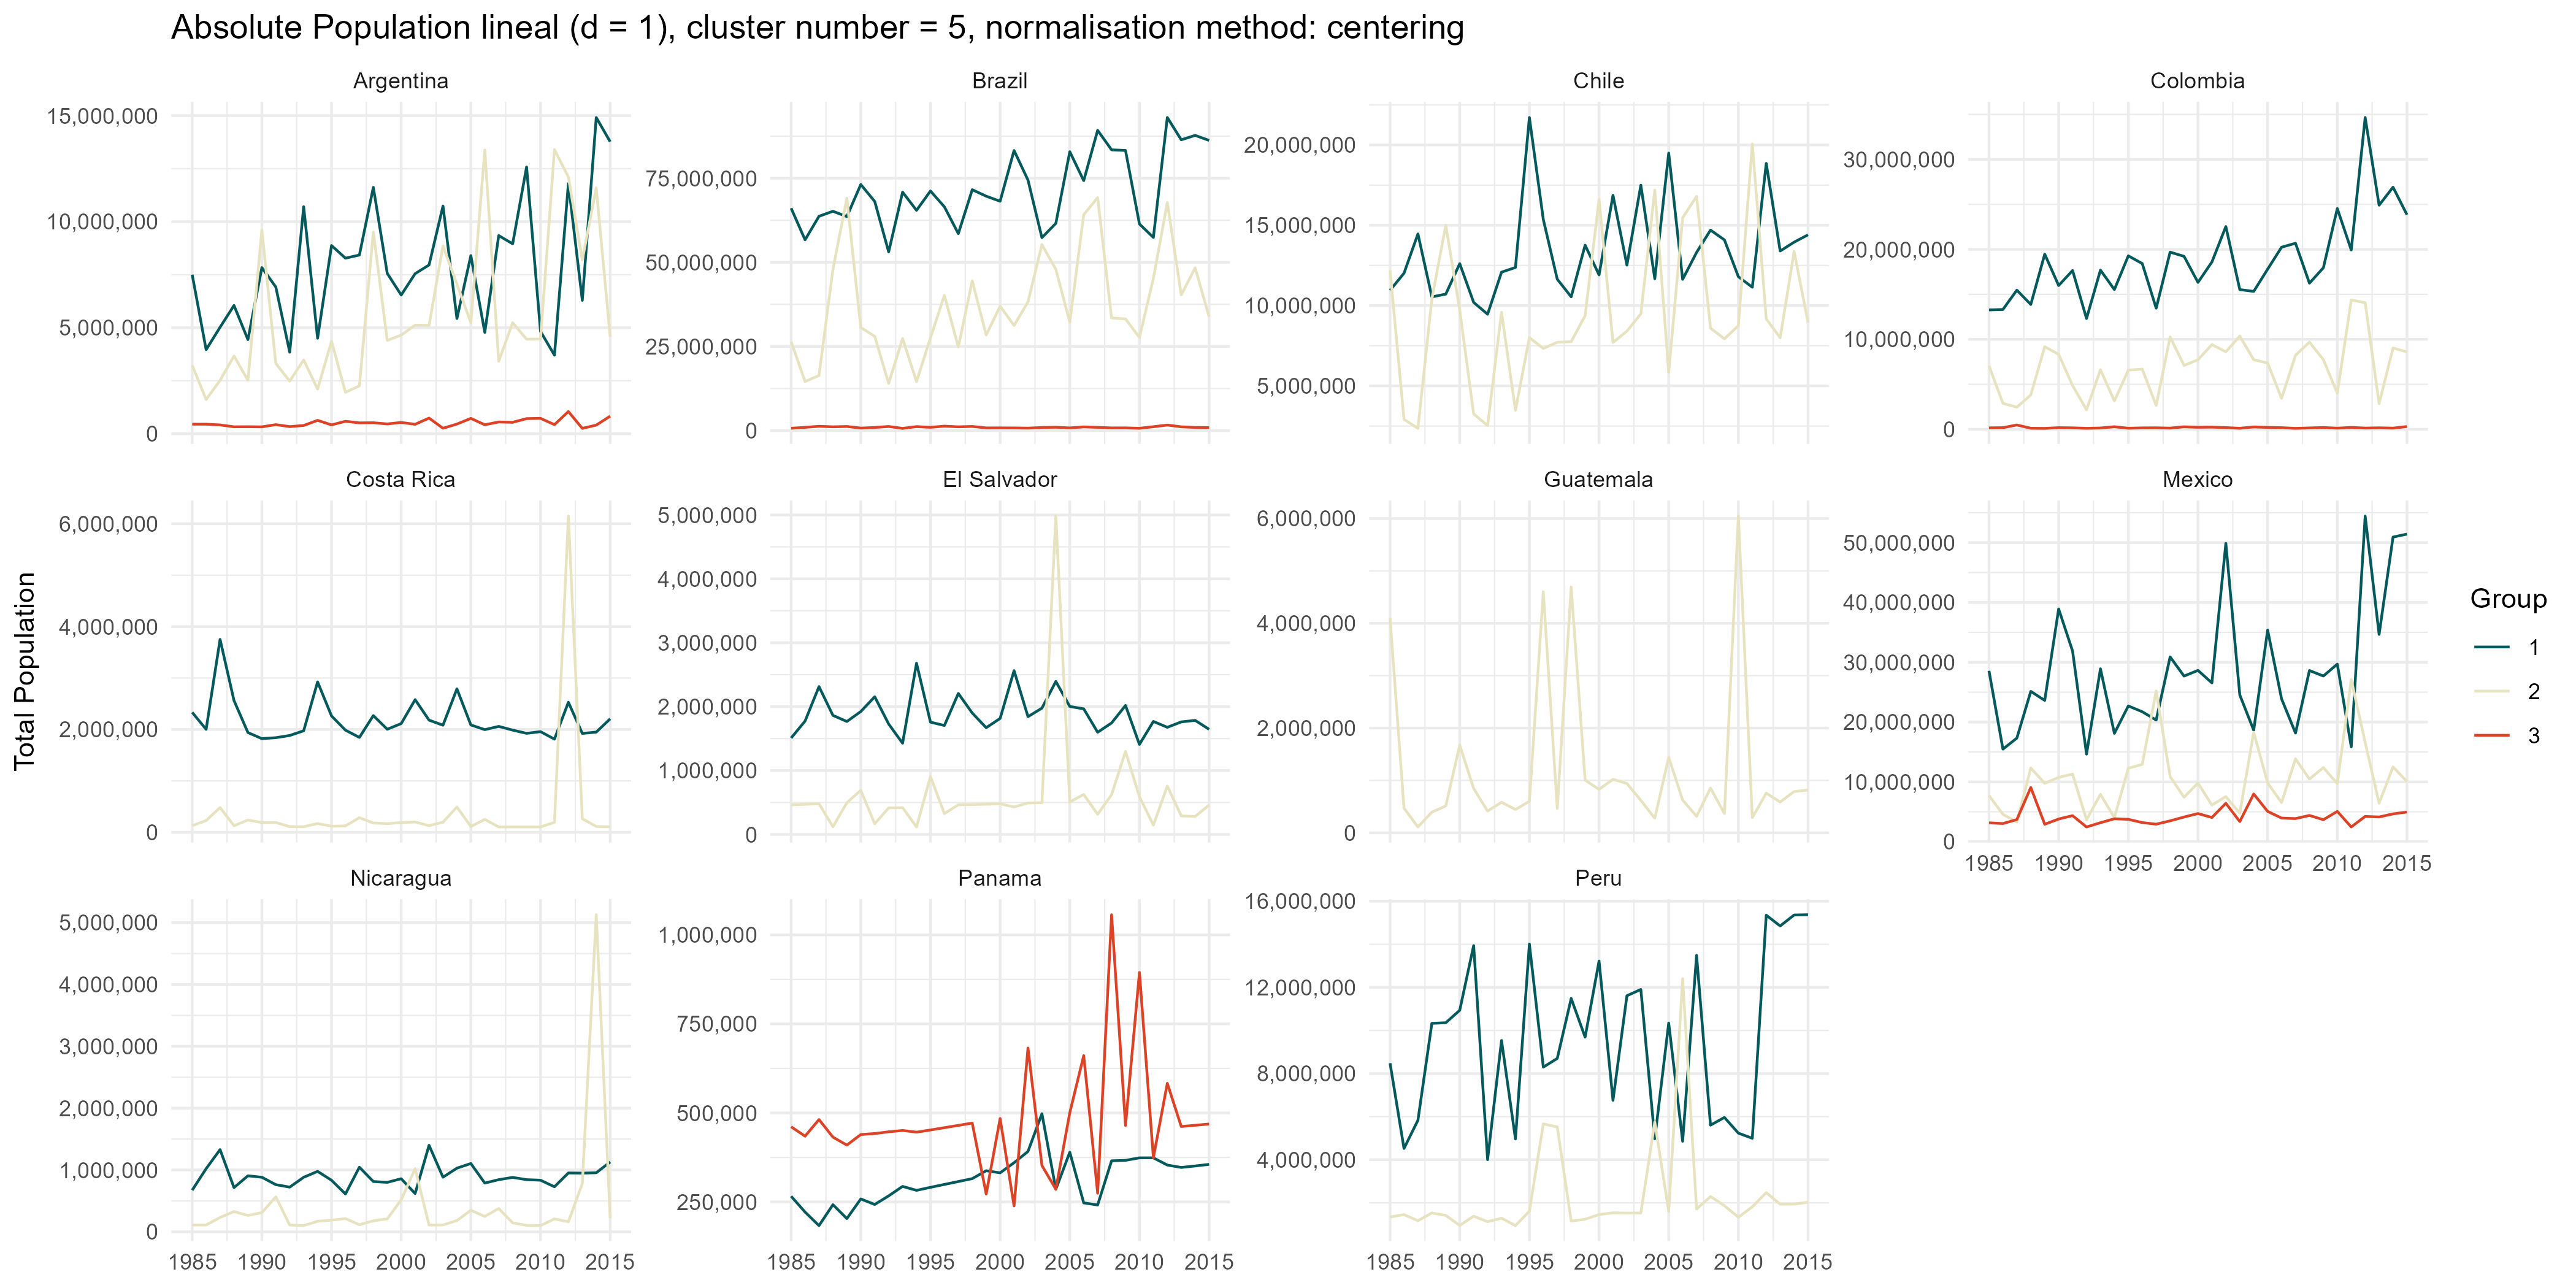 Absolute Population lineal (d = 1), cluster number = 5, normalisation method: centering
Argentina
15,000,000
10,000,000
5,000,000
0
Brazil
75,000,000
50,000,000
25,000,000
0
Chile
20,000,000
15,000,000
10,000,000
5,000,000
Colombia
30,000,000
20,000,000
10,000,000
0
Total Population
Costa Rica
6,000,000
4,000,000
2,000,000
0
El Salvador
5,000,000
4,000,000
3,000,000
2,000,000
1,000,000
0
Guatemala
6,000,000
4,000,000
2,000,000
0
Mexico
50,000,000
40,000,000
30,000,000
20,000,000
10,000,000
0
1985 1990 1995 2000 2005 2010 2015
Group
1
2
3
Nicaragua
5,000,000
4,000,000
3,000,000
2,000,000
1,000,000
0
1985 1990 1995 2000 2005 2010 2015
Panama
1,000,000
750,000
500,000
250,000
1985 1990 1995 2000 2005 2010 2015
Peru
16,000,000
12,000,000
8,000,000
4,000,000
1985 1990 1995 2000 2005 2010 2015